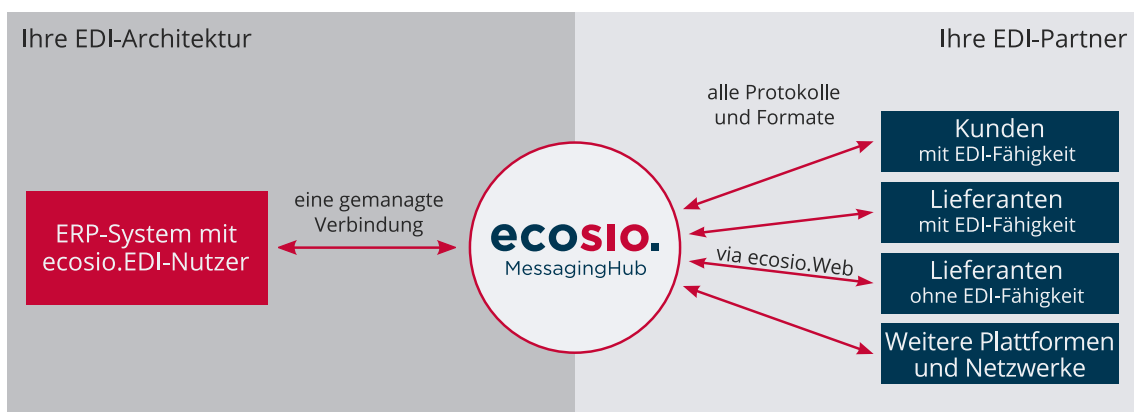 Ihre EDI-Architektur
Ihre EDI-Partner
ERP-System mit
ecosio.EDI-Nutzer
eine gemanagte
Verbindung
ecosio.
MessagingHub
alle Protokolle
und Formate
via ecosio.Web
Kunden
mit EDI-Fähigkeit
Lieferanten
mit EDI-Fähigkeit
Lieferanten
ohne EDI-Fähigkeit
Weitere Plattformen
und Netzwerke